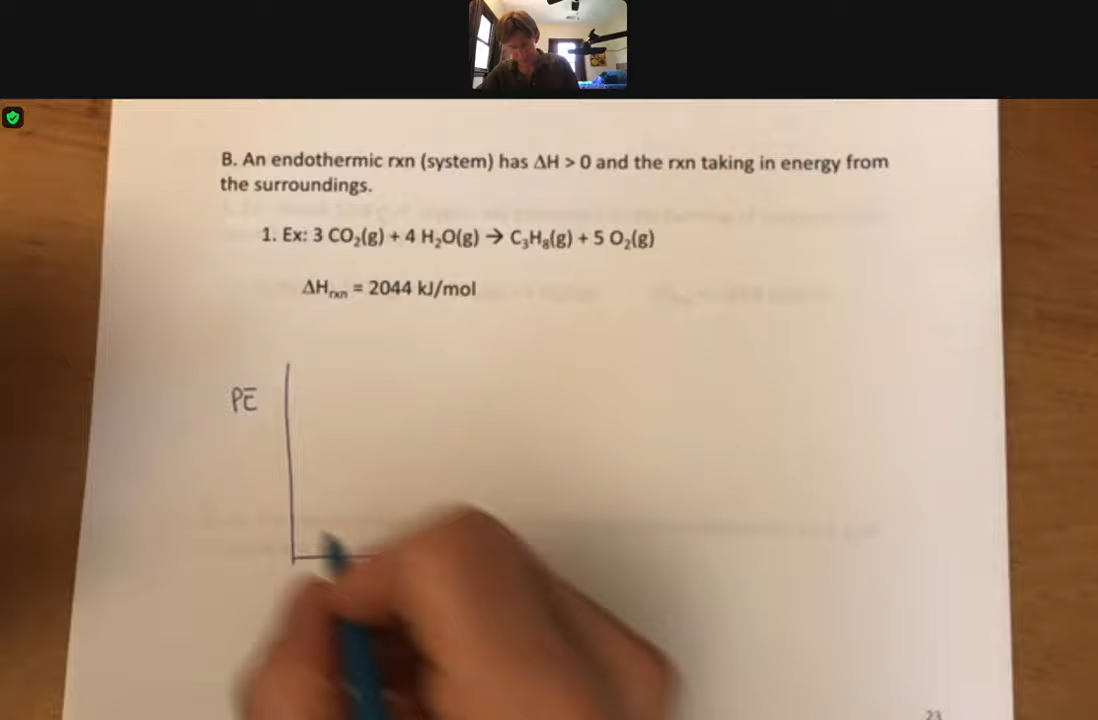 B. An endothermic rxn (system) has ΔH > 0 and the rxn taking in energy from
the surroundings.
1. Ex: 3 CO₂(g) + 4 H₂O(g) → C₃H₈(g) + 5 O₂(g)
ΔHᵣₓₙ = 2044 kJ/mol
PE
23